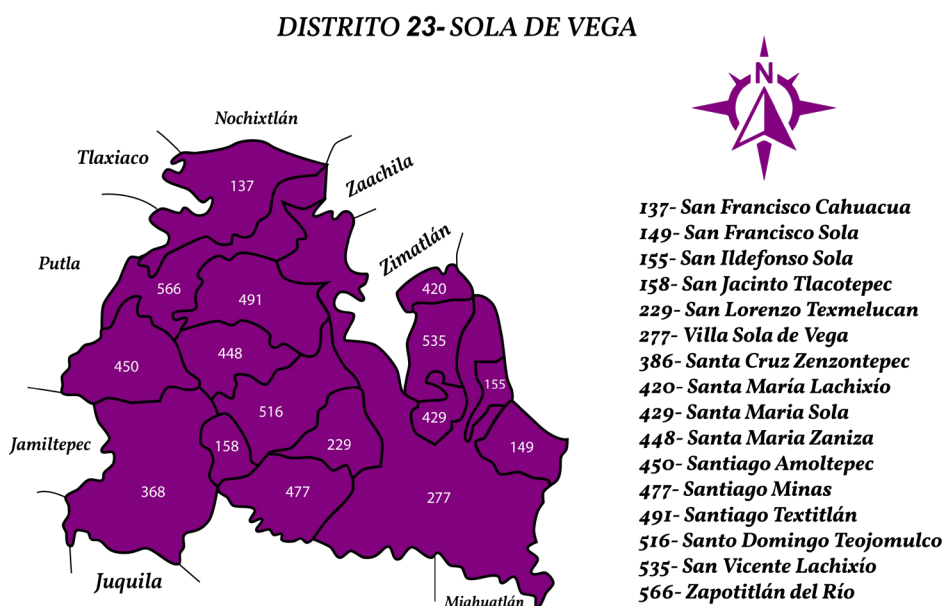 DISTRITO 23- SOLA DE VEGA
N
Nochixtlán
Tlaxiaco
Zaachila
Zimatlán
Putla
Jamiltepec
Juquila
Miahuatlán
137
566
491
420
535
448
450
155
516
429
158
229
149
368
477
277
137- San Francisco Cahuacua
149- San Francisco Sola
155- San Ildefonso Sola
158- San Jacinto Tlacotepec
229- San Lorenzo Texmelucan
277- Villa Sola de Vega
386- Santa Cruz Zenzontepec
420- Santa María Lachixío
429- Santa Maria Sola
448- Santa Maria Zaniza
450- Santiago Amoltepec
477- Santiago Minas
491- Santiago Textitlán
516- Santo Domingo Teojomulco
535- San Vicente Lachixío
566- Zapotitlán del Río